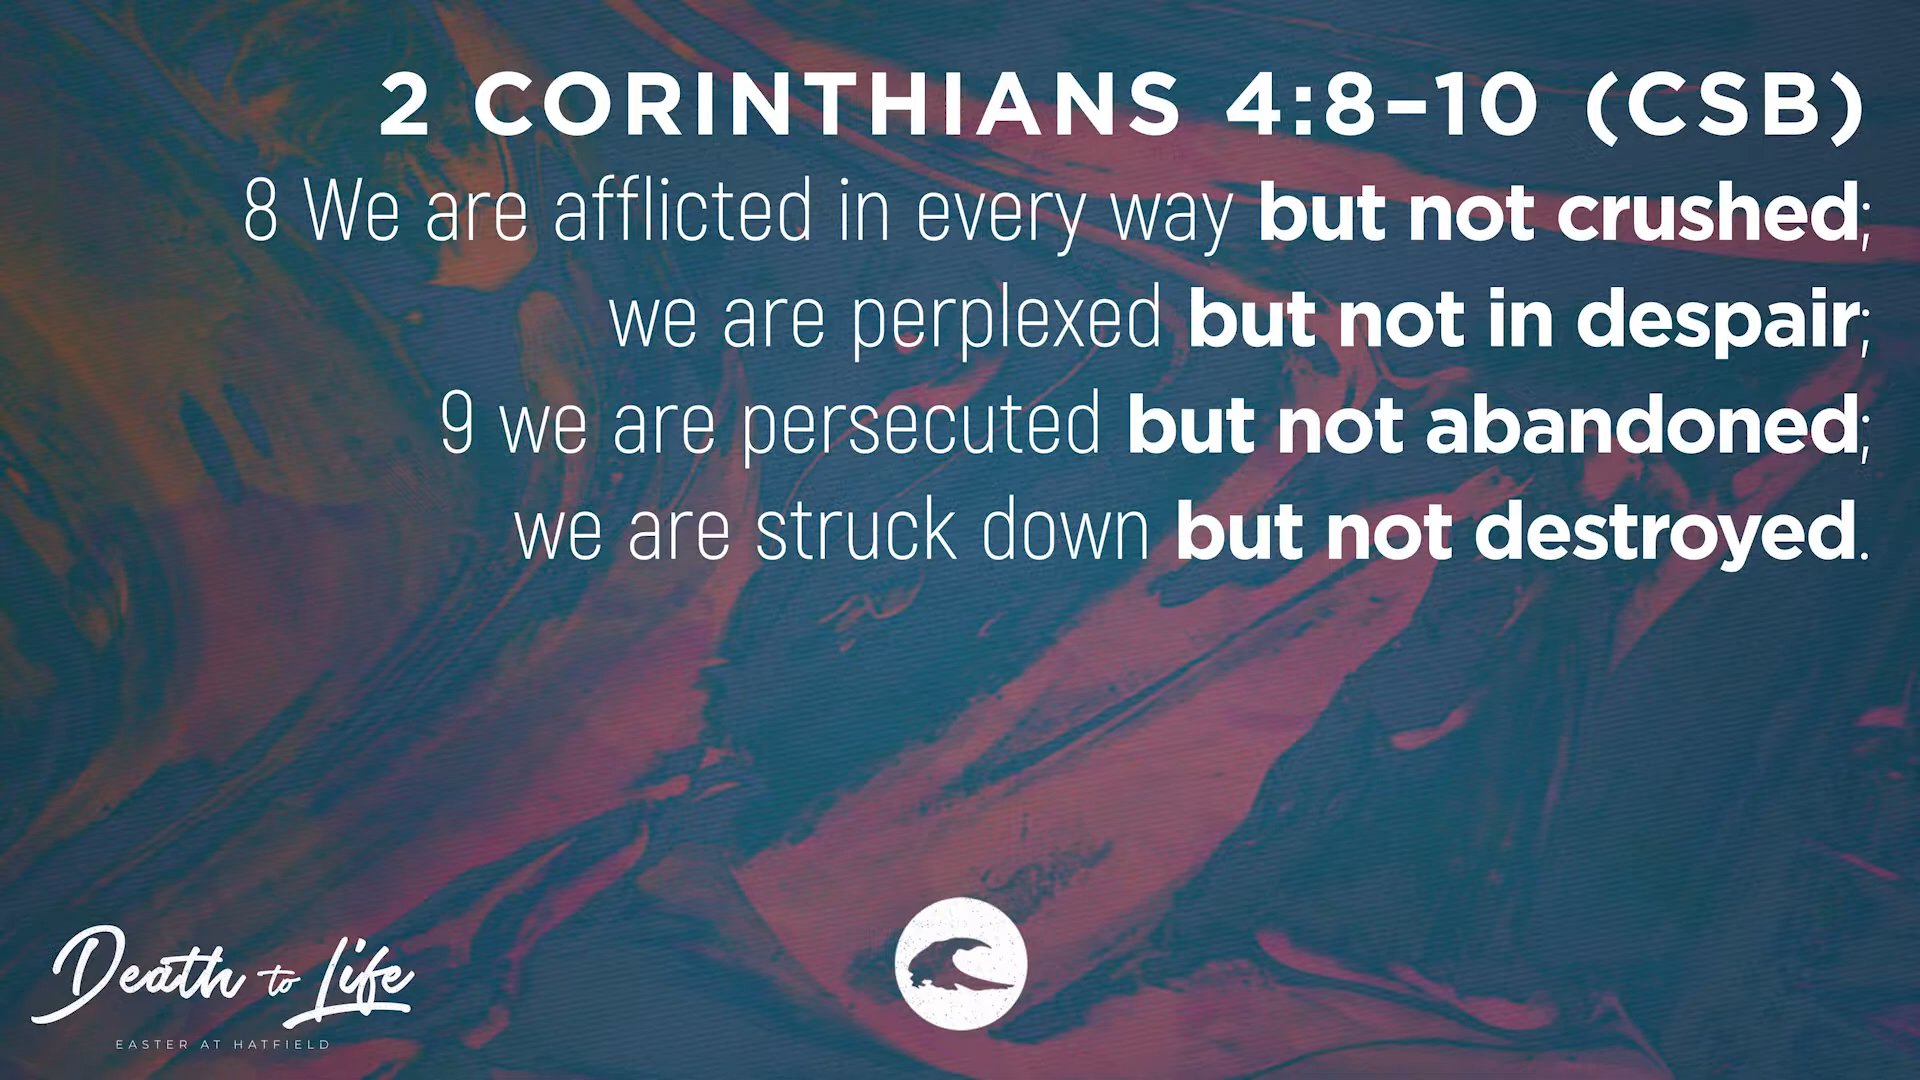 2 CORINTHIANS 4:8–10 (CSB)
8 We are afflicted in every way but not crushed;
we are perplexed but not in despair;
9 we are persecuted but not abandoned;
we are struck down but not destroyed.
Death to Life
EASTER AT HATFIELD